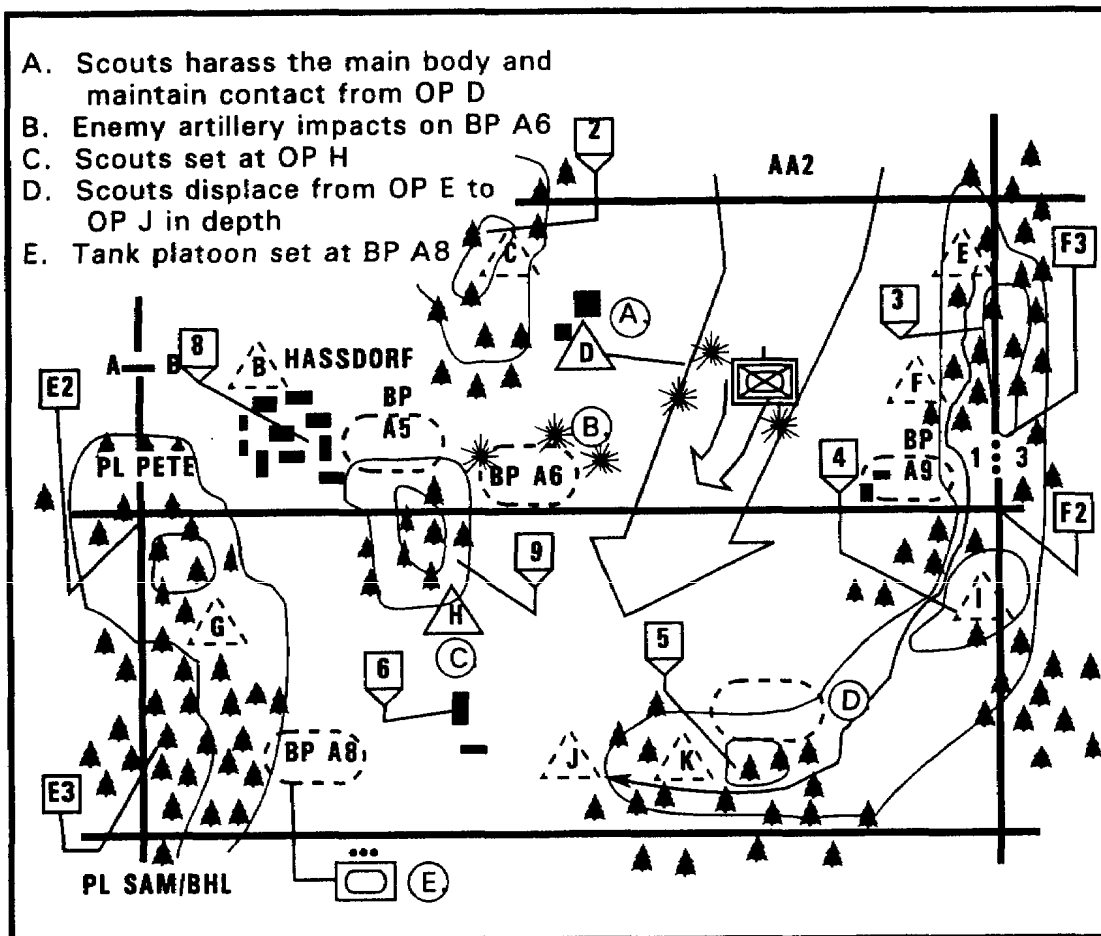 A. Scouts harass the main body and
maintain contact from OP D
B. Enemy artillery impacts on BP A6
C. Scouts set at OP H
D. Scouts displace from OP E to
OP J in depth
E. Tank platoon set at BP A8
2
AA2
C
E
F3
3
A.
D
A B
8
B
HASSDORF
F
E2
BP
A5
B.
BP
A9
1 3
4
PL PETE
BP A6
F2
9
I
G
H
C
5
6
D
BP A8
J
K
E3
PL SAM/BHL
E.